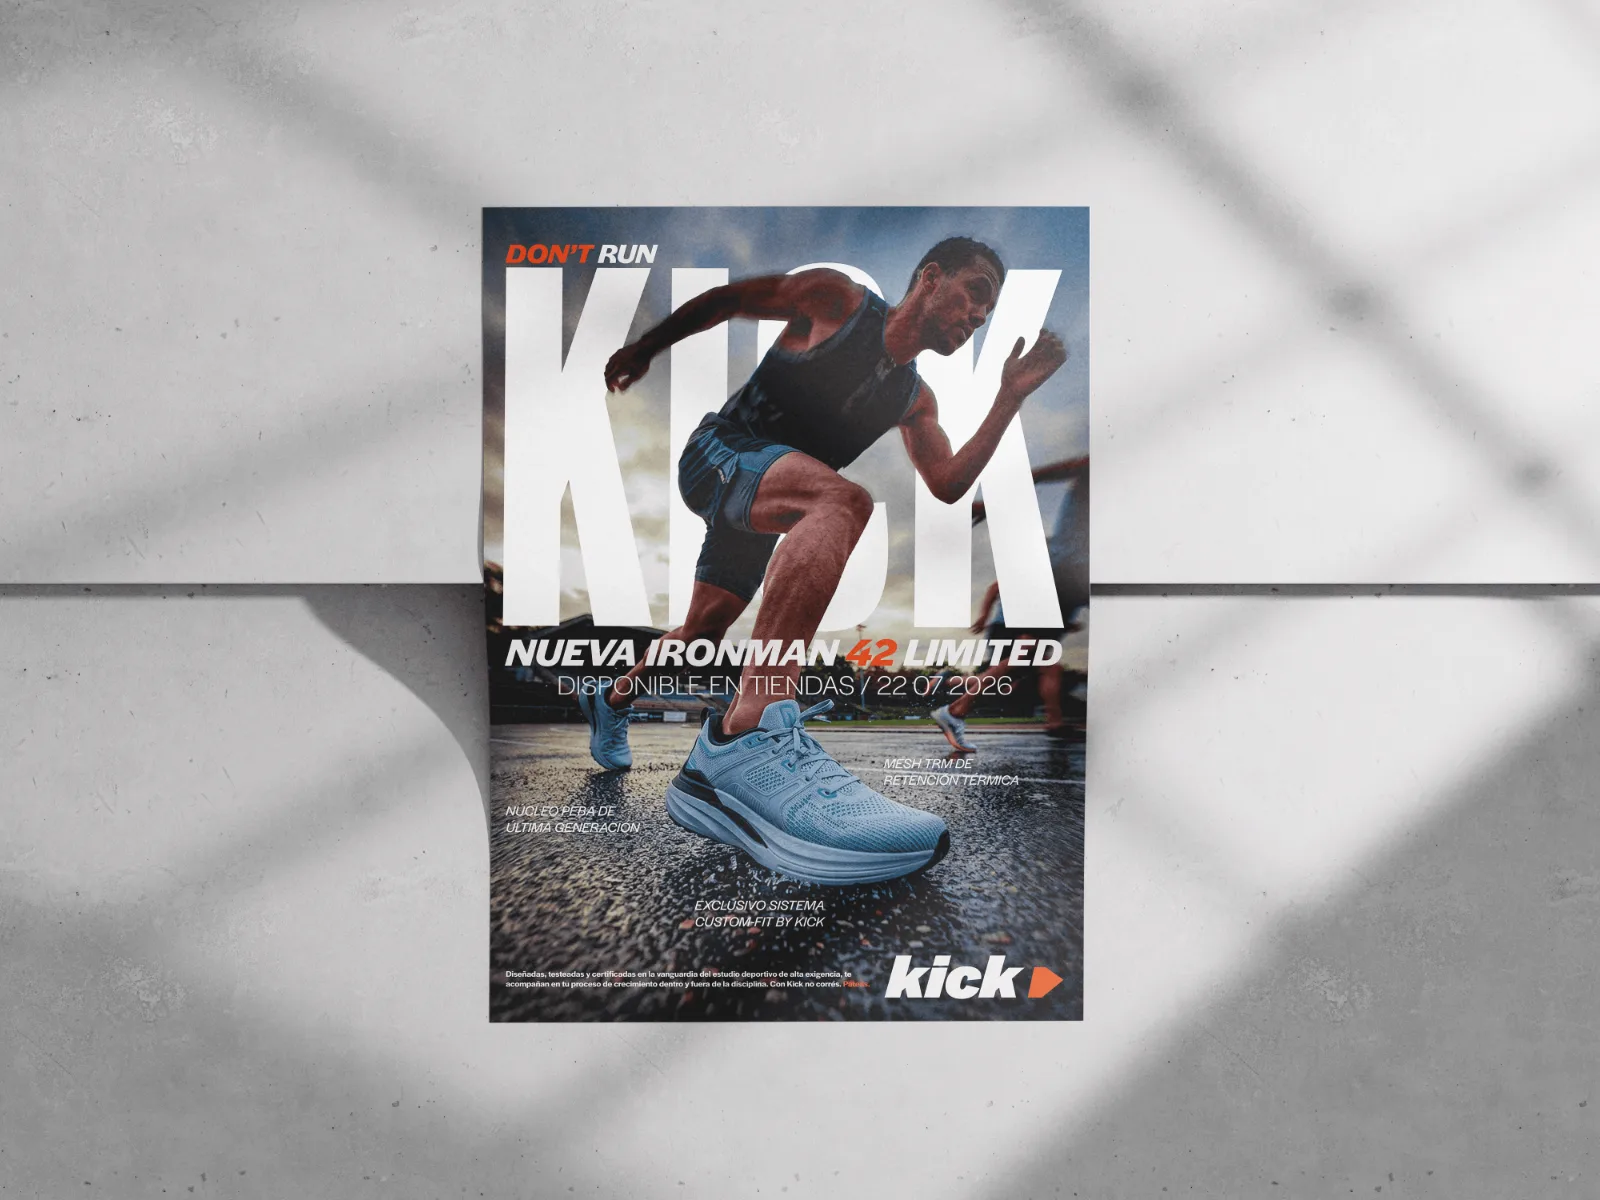 DON'T RUN
KICK
NUEVA IRONMAN 42 LIMITED
DISPONIBLE EN TIENDAS / 22 07 2026
MESH TRM DE
RETENCIÓN TÉRMICA
NUCLEO PEBA DE
ÚLTIMA GENERACIÓN
EXCLUSIVO SISTEMA
CUSTOM-FIT BY KICK
Diseñadas, testeadas y certificadas en la vanguardia del estudio deportivo de alta exigencia, te
acompañan en tu proceso de crecimiento dentro y fuera de la disciplina. Con Kick no corrés.
kick